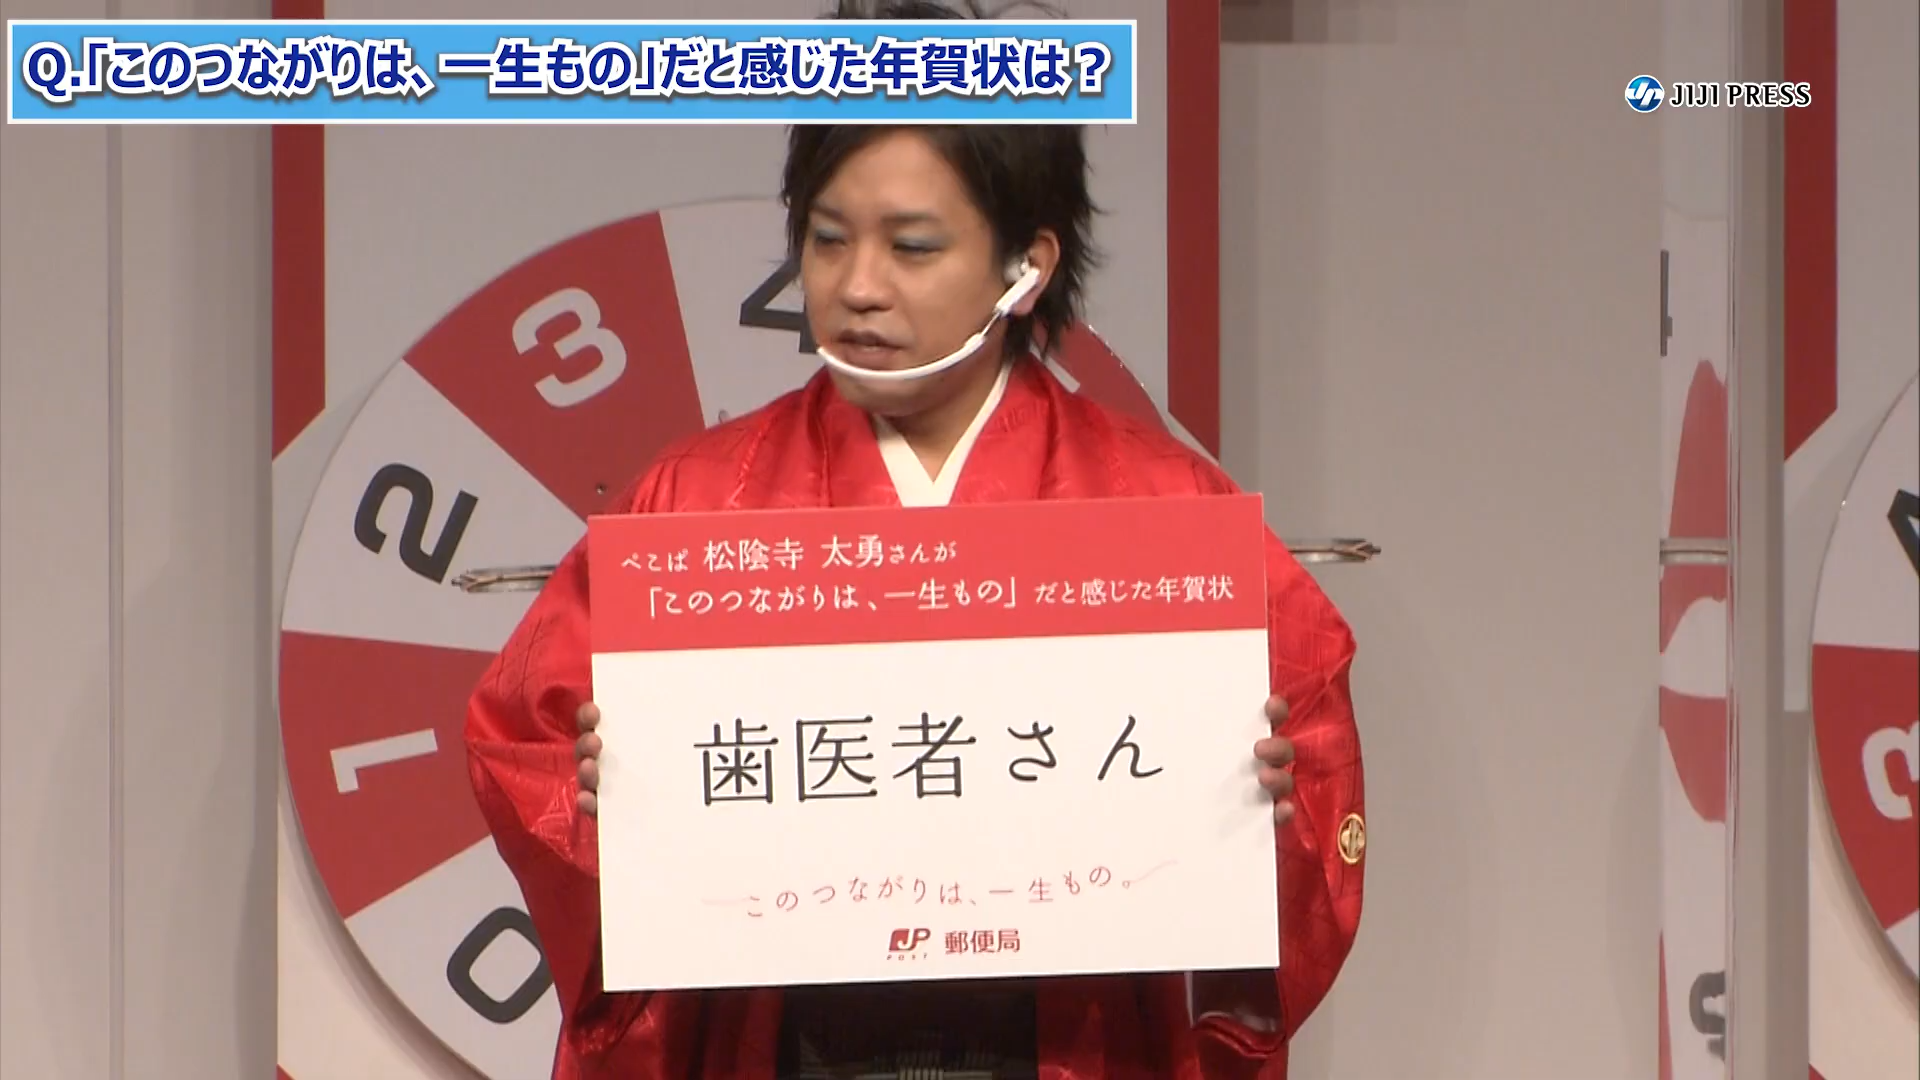 Q.「このつながりは、一生もの」だと感じた年賀状は？
JIJI PRESS
ぺこぱ 松陰寺 太勇さんが
「このつながりは、一生もの」だと感じた年賀状
歯医者さん
このつながりは、一生もの。
JP 郵便局
POST
4
3
2
1
0
4
3